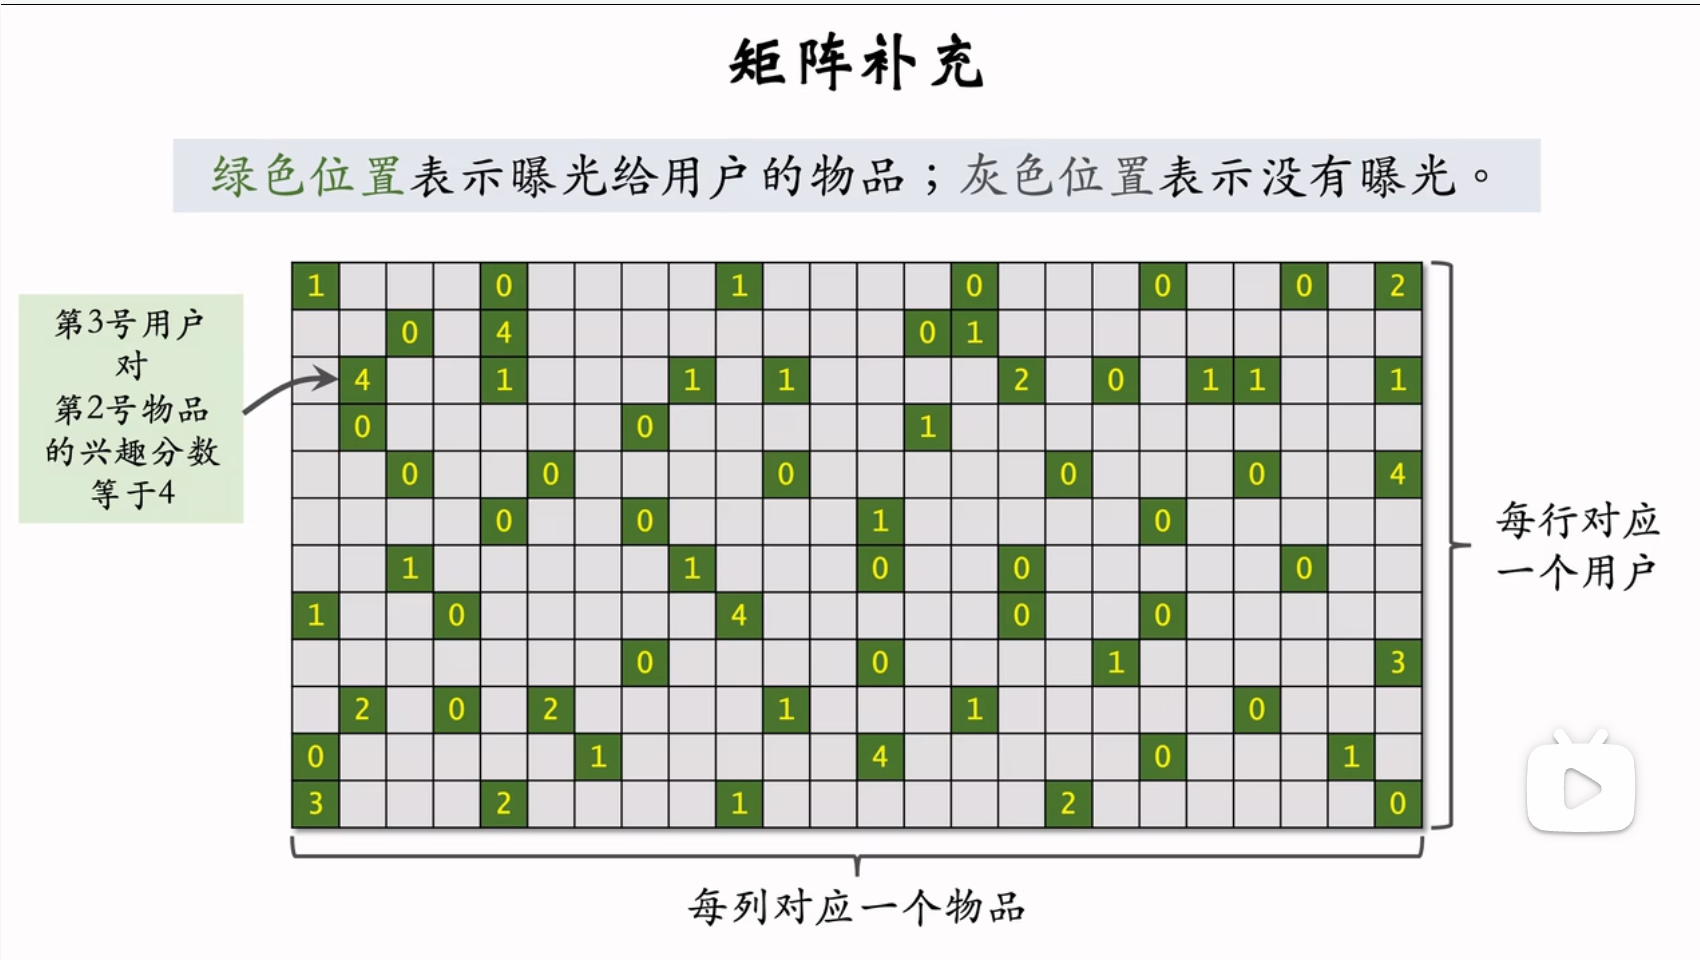 矩阵补充
绿色位置表示曝光给用户的物品；灰色位置表示没有曝光。
第3号用户
对
第2号物品
的兴趣分数
等于4
1 0 1 0 0 0 2
0 4 0 1
4 1 1 1 2 0 1 1 1
0 0 1
0 0 0 0 0 4
0 0 1 0
1 1 0 0 0
1 0 4 0 0
0 0 1 3
2 0 2 1 1 0
0 1 4 0 1
3 2 1 2 0
每行对应
一个用户
每列对应一个物品